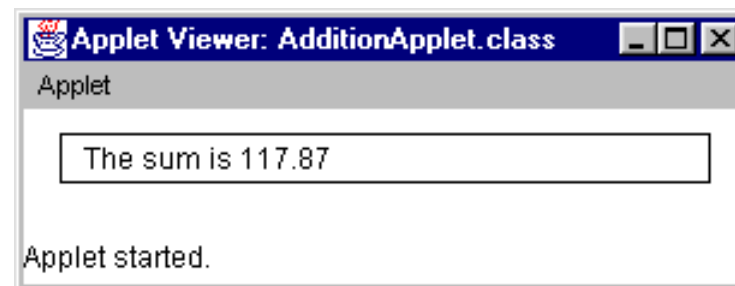 Applet Viewer: AdditionApplet.class
Applet
The sum is 117.87
Applet started.